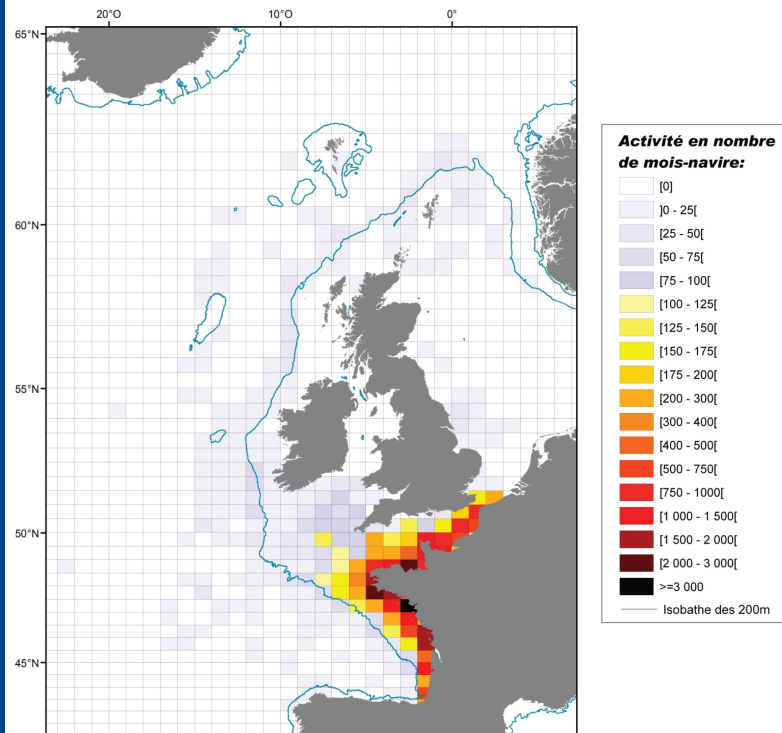 20°O 10°O 0°
65°N
60°N
55°N
50°N
45°N
Activité en nombre
de mois-navire:
[0]
]0 - 25[
[25 - 50[
[50 - 75[
[75 - 100[
[100 - 125[
[125 - 150[
[150 - 175[
[175 - 200[
[200 - 300[
[300 - 400[
[400 - 500[
[500 - 750[
[750 - 1000[
[1 000 - 1 500[
[1 500 - 2 000[
[2 000 - 3 000[
>=3 000
Isobathe des 200m